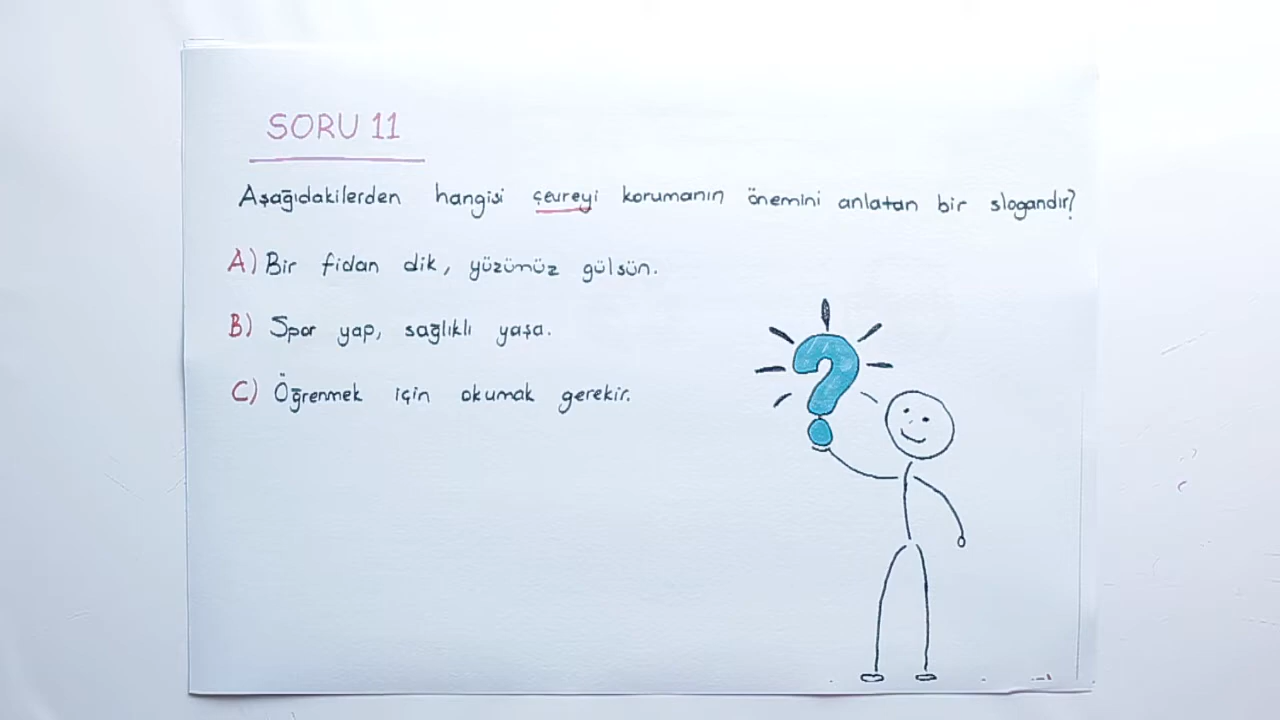 SORU 11
Aşağıdakilerden hangisi çevreyi korumanın önemini anlatan bir slogandır?
A) Bir fidan dik, yüzümüz gülsün.
B) Spor yap, sağlıklı yaşa.
C) Öğrenmek için okumak gerekir.
?